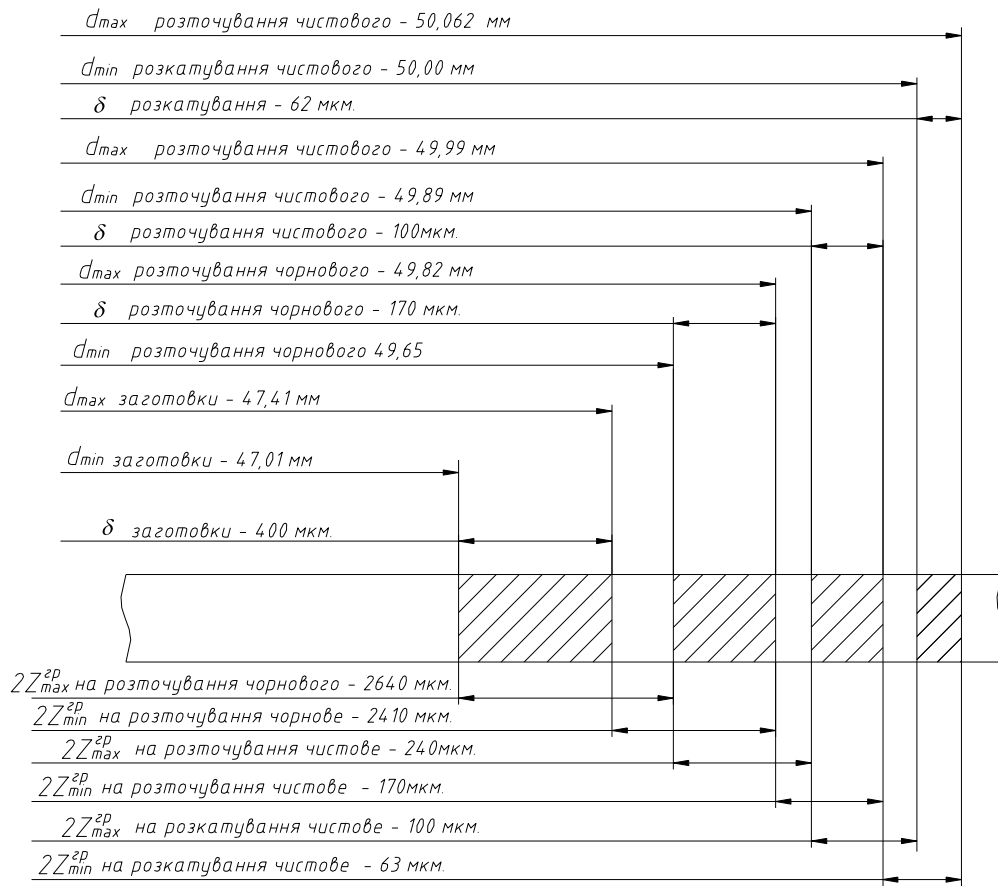 dmax розточування чистового - 50,062 мм
dmin розкатування чистового - 50,00 мм
δ розкатування - 62 мкм.
dmax розточування чистового - 49,99 мм
dmin розточування чистового - 49,89 мм
δ розточування чистового - 100мкм.
dmax розточування чорнового - 49,82 мм
δ розточування чорнового - 170 мкм.
dmin розточування чорнового 49,65
dmax заготовки - 47,41 мм
dmin заготовки - 47,01 мм
δ заготовки - 400 мкм.
2Zгрmax на розточування чорнового - 2640 мкм.
2Zгрmin на розточування чорнове - 2410 мкм.
2Zгрmax на розточування чистове - 240мкм.
2Zгрmin на розточування чистове - 170мкм.
2Zгрmax на розкатування чистове - 100 мкм.
2Zгрmin на розкатування чистове - 63 мкм.